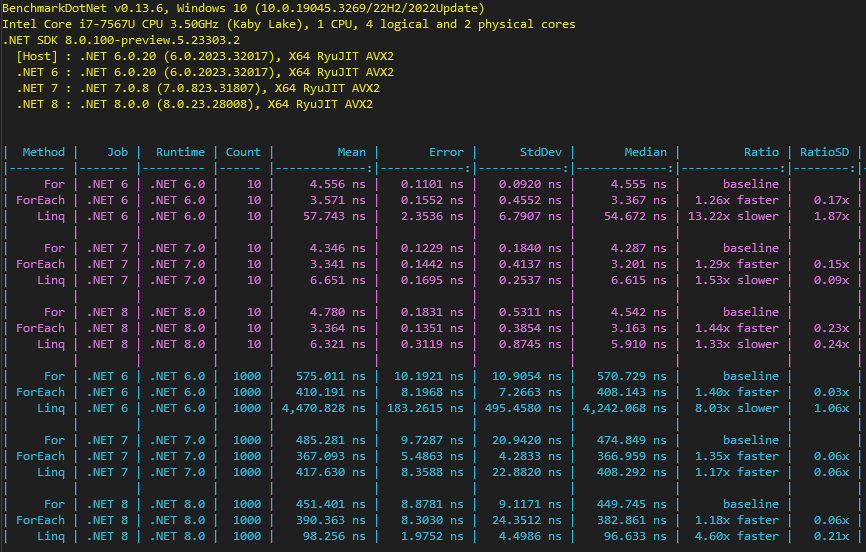 BenchmarkDotNet v0.13.6, Windows 10 (10.0.19045.3269/22H2/2022Update)
Intel Core i7-7567U CPU 3.50GHz (Kaby Lake), 1 CPU, 4 logical and 2 physical cores
.NET SDK 8.0.100-preview.5.23303.2
  [Host] : .NET 6.0.20 (6.0.2023.32017), X64 RyuJIT AVX2
  .NET 6 : .NET 6.0.20 (6.0.2023.32017), X64 RyuJIT AVX2
  .NET 7 : .NET 7.0.8 (7.0.823.31807), X64 RyuJIT AVX2
  .NET 8 : .NET 8.0.0 (8.0.23.28008), X64 RyuJIT AVX2
|  Method |    Job |  Runtime | Count |         Mean |       Error |      StdDev |       Median |        Ratio | RatioSD |
|-------- |------- |--------- |------ |-------------:|------------:|------------:|-------------:|-------------:|--------:|
|     For | .NET 6 | .NET 6.0 |    10 |     4.556 ns |   0.1101 ns |   0.0920 ns |     4.555 ns |     baseline |         |
| ForEach | .NET 6 | .NET 6.0 |    10 |     3.571 ns |   0.1552 ns |   0.4552 ns |     3.367 ns | 1.26x faster |   0.17x |
|    Linq | .NET 6 | .NET 6.0 |    10 |    57.743 ns |   2.3536 ns |   6.7907 ns |    54.672 ns | 13.22x slower |   1.87x |
|         |        |          |       |              |             |             |              |              |         |
|     For | .NET 7 | .NET 7.0 |    10 |     4.346 ns |   0.1229 ns |   0.1840 ns |     4.287 ns |     baseline |         |
| ForEach | .NET 7 | .NET 7.0 |    10 |     3.341 ns |   0.1442 ns |   0.4137 ns |     3.201 ns | 1.29x faster |   0.15x |
|    Linq | .NET 7 | .NET 7.0 |    10 |     6.651 ns |   0.1695 ns |   0.2537 ns |     6.615 ns | 1.53x slower |   0.09x |
|         |        |          |       |              |             |             |              |              |         |
|     For | .NET 8 | .NET 8.0 |    10 |     4.780 ns |   0.1831 ns |   0.5311 ns |     4.542 ns |     baseline |         |
| ForEach | .NET 8 | .NET 8.0 |    10 |     3.364 ns |   0.1351 ns |   0.3854 ns |     3.163 ns | 1.44x faster |   0.23x |
|    Linq | .NET 8 | .NET 8.0 |    10 |     6.321 ns |   0.3119 ns |   0.8745 ns |     5.910 ns | 1.33x slower |   0.24x |
|         |        |          |       |              |             |             |              |              |         |
|     For | .NET 6 | .NET 6.0 |  1000 |   575.011 ns |  10.1921 ns |  10.9054 ns |   570.729 ns |     baseline |         |
| ForEach | .NET 6 | .NET 6.0 |  1000 |   410.191 ns |   8.1968 ns |   7.2663 ns |   408.143 ns | 1.40x faster |   0.03x |
|    Linq | .NET 6 | .NET 6.0 |  1000 | 4,470.828 ns | 183.2615 ns | 495.4580 ns | 4,242.068 ns | 8.03x slower |   1.06x |
|         |        |          |       |              |             |             |              |              |         |
|     For | .NET 7 | .NET 7.0 |  1000 |   485.281 ns |   9.7287 ns |  20.9420 ns |   474.849 ns |     baseline |         |
| ForEach | .NET 7 | .NET 7.0 |  1000 |   367.093 ns |   5.4863 ns |   4.2833 ns |   366.959 ns | 1.35x faster |   0.06x |
|    Linq | .NET 7 | .NET 7.0 |  1000 |   417.630 ns |   8.3588 ns |  22.8820 ns |   408.292 ns | 1.17x faster |   0.06x |
|         |        |          |       |              |             |             |              |              |         |
|     For | .NET 8 | .NET 8.0 |  1000 |   451.401 ns |   8.8781 ns |   9.1171 ns |   449.745 ns |     baseline |         |
| ForEach | .NET 8 | .NET 8.0 |  1000 |   390.363 ns |   8.3030 ns |  24.3512 ns |   382.861 ns | 1.18x faster |   0.06x |
|    Linq | .NET 8 | .NET 8.0 |  1000 |    98.256 ns |   1.9752 ns |   4.4986 ns |    96.633 ns | 4.60x faster |   0.21x |